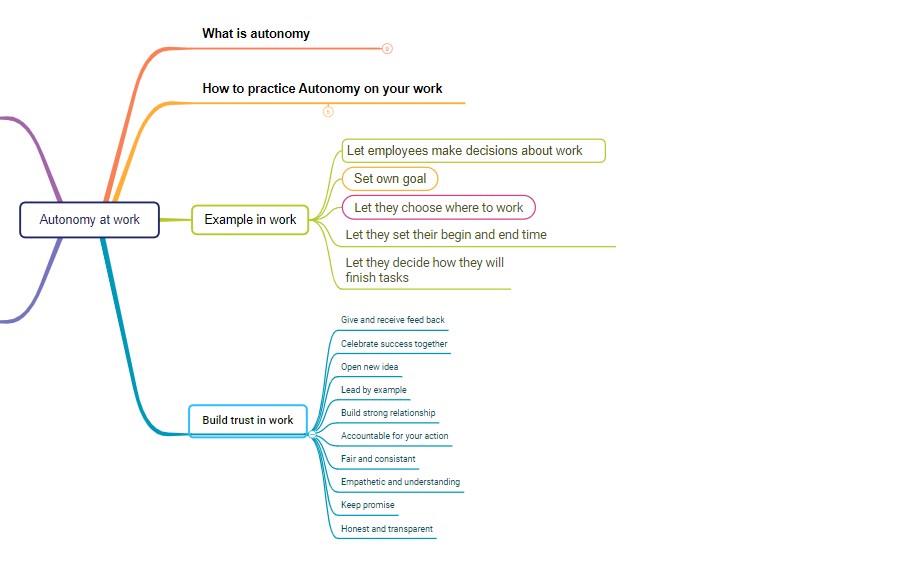 What is autonomy
How to practice Autonomy on your work
Autonomy at work
Example in work
Let employees make decisions about work
Set own goal
Let they choose where to work
Let they set their begin and end time
Let they decide how they will
finish tasks
Build trust in work
Give and receive feed back
Celebrate success together
Open new idea
Lead by example
Build strong relationship
Accountable for your action
Fair and consistant
Empathetic and understanding
Keep promise
Honest and transparent